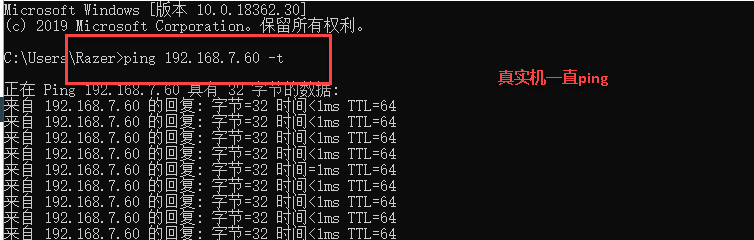 Microsoft Windows [版本 10.0.18362.30]
(c) 2019 Microsoft Corporation。保留所有权利。
C:\Users\Razer>ping 192.168.7.60 -t
真实机一直ping
正在 Ping 192.168.7.60 具有 32 字节的数据:
来自 192.168.7.60 的回复: 字节=32 时间<1ms TTL=64
来自 192.168.7.60 的回复: 字节=32 时间<1ms TTL=64
来自 192.168.7.60 的回复: 字节=32 时间<1ms TTL=64
来自 192.168.7.60 的回复: 字节=32 时间<1ms TTL=64
来自 192.168.7.60 的回复: 字节=32 时间=1ms TTL=64
来自 192.168.7.60 的回复: 字节=32 时间<1ms TTL=64
来自 192.168.7.60 的回复: 字节=32 时间<1ms TTL=64
来自 192.168.7.60 的回复: 字节=32 时间<1ms TTL=64
来自 192.168.7.60 的回复: 字节=32 时间<1ms TTL=64